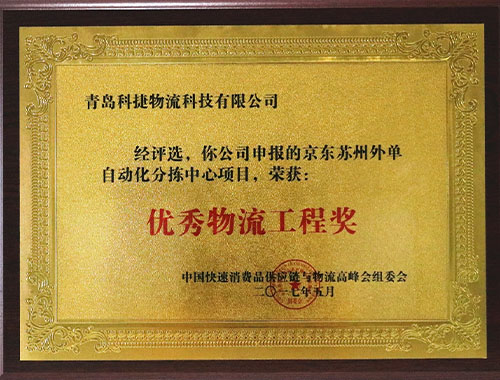 青岛科捷物流科技有限公司
经评选，你公司申报的京东苏州外单
自动化分拣中心项目，荣获：
优秀物流工程奖
中国快速消费品供应链与物流高峰会组委会
二〇一七年五月